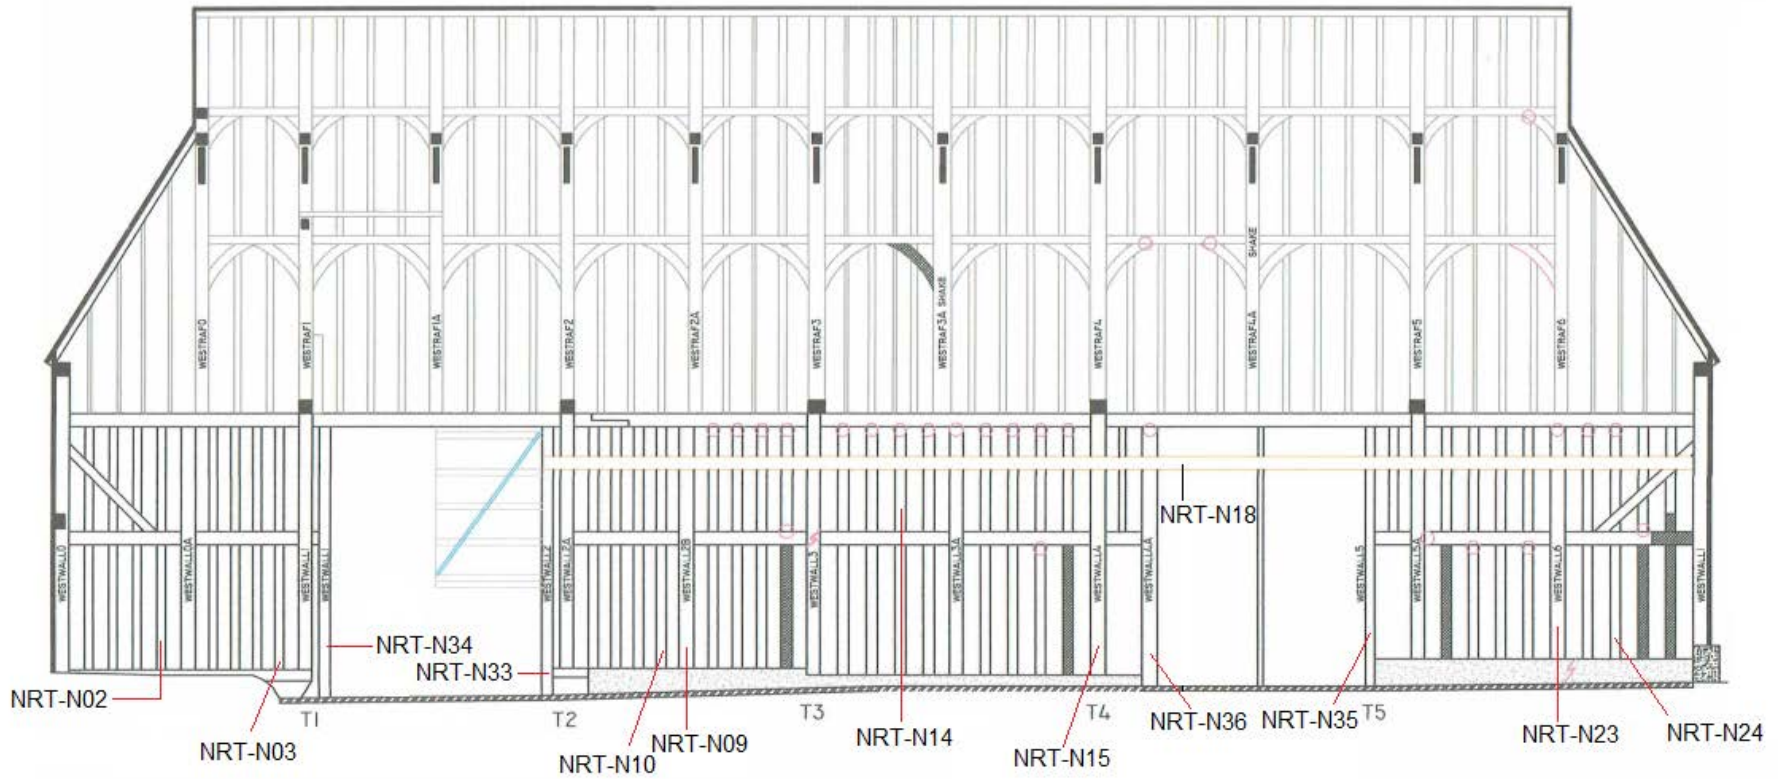 WESTRAF0
WESTRAF1
WESTRAF1A
WESTRAF2
WESTRAF2A
WESTRAF3
WESTRAF3A SHAKE
WESTRAF4
WESTRAF4A
SHAKE
WESTRAF5
WESTRAF6
WESTWALL0
WESTWALL0A
WESTWALL1
WESTWALL1
WESTWALL2
WESTWALL2A
WESTWALL2B
WESTWALL3
WESTWALL3A
WESTWALL4
WESTWALL4A
WESTWALL5
WESTWALL5A
WESTWALL6
WESTWALL1
NRT-N18
NRT-N34
NRT-N33
NRT-N02
NRT-N03
NRT-N10
NRT-N09
NRT-N14
NRT-N15
NRT-N36
NRT-N35
NRT-N23
NRT-N24
T1
T2
T3
T4
T5